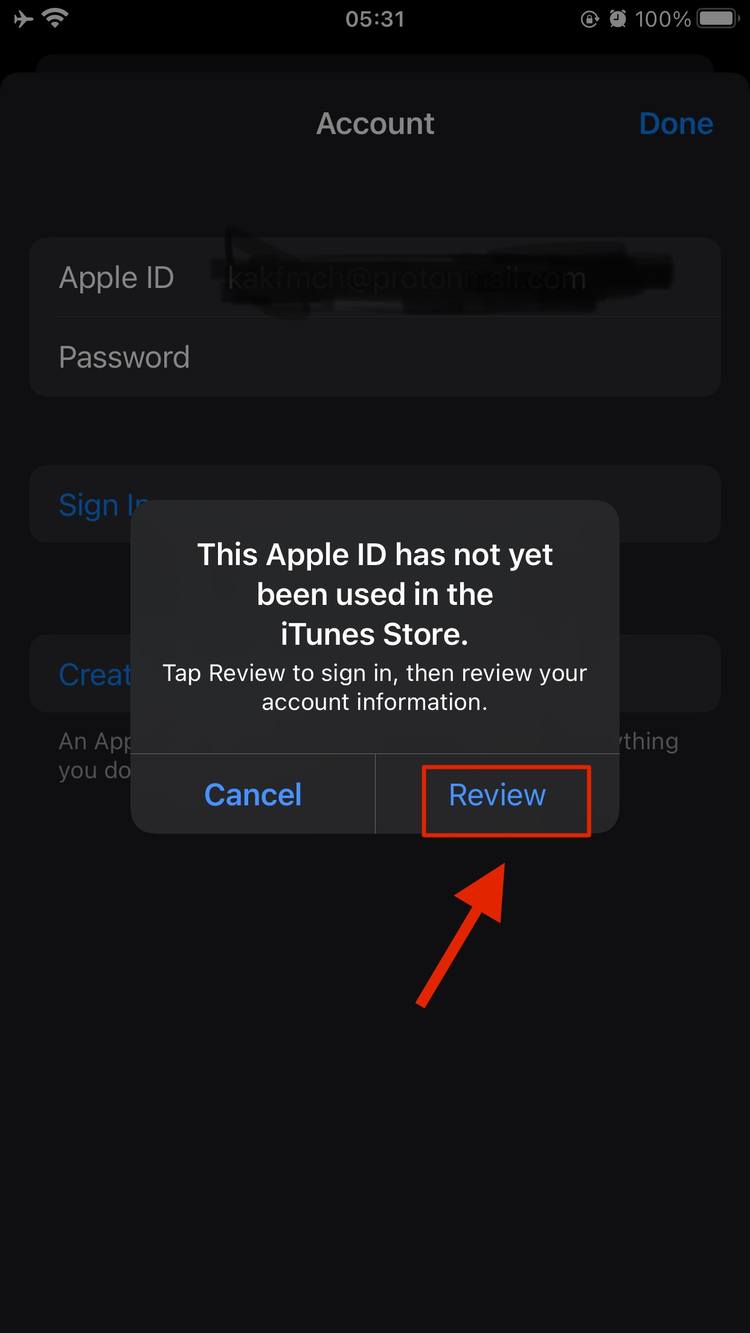 05:31
100%
Account
Done
Apple ID
Password
Sign In
This Apple ID has not yet
been used in the
iTunes Store.
Tap Review to sign in, then review your
account information.
Creat
An App
ything
you do
Cancel
Review